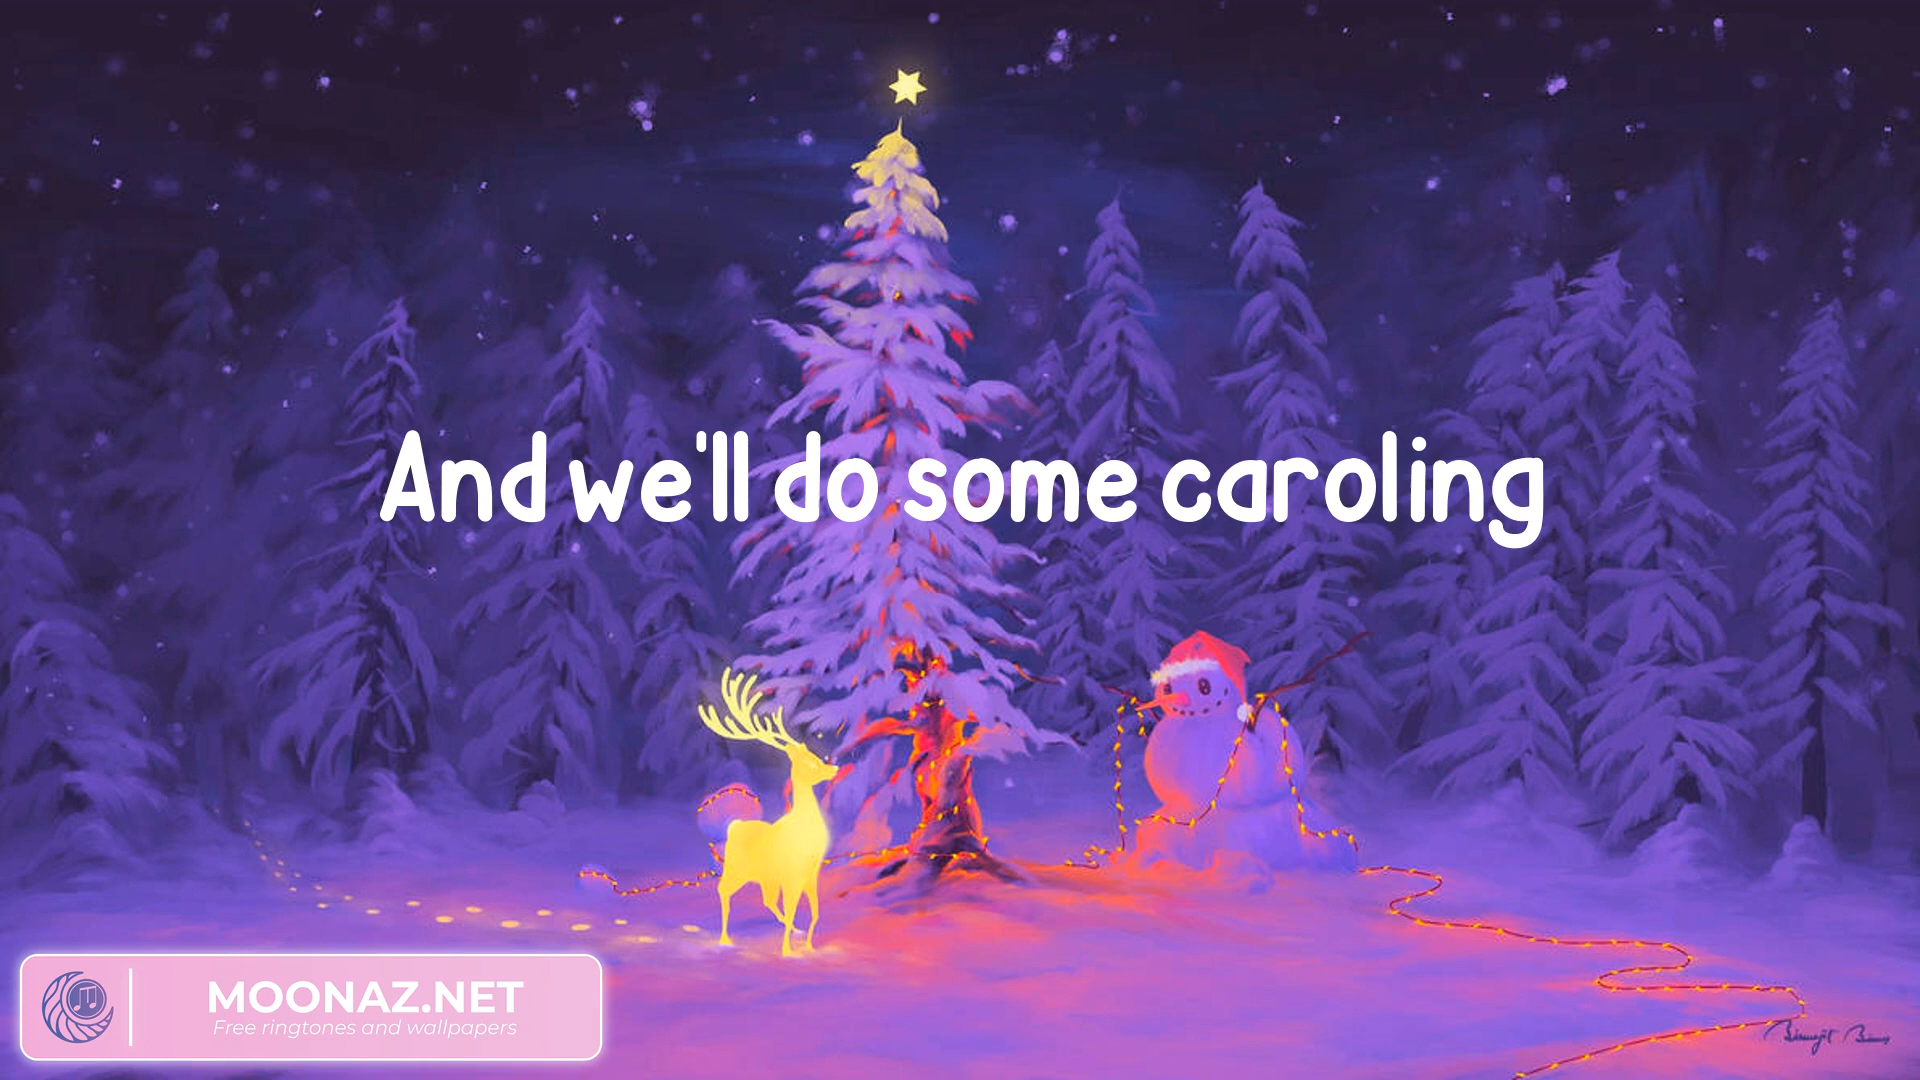 And we'll do some caroling
MOONAZ.NET
Free ringtones and wallpapers